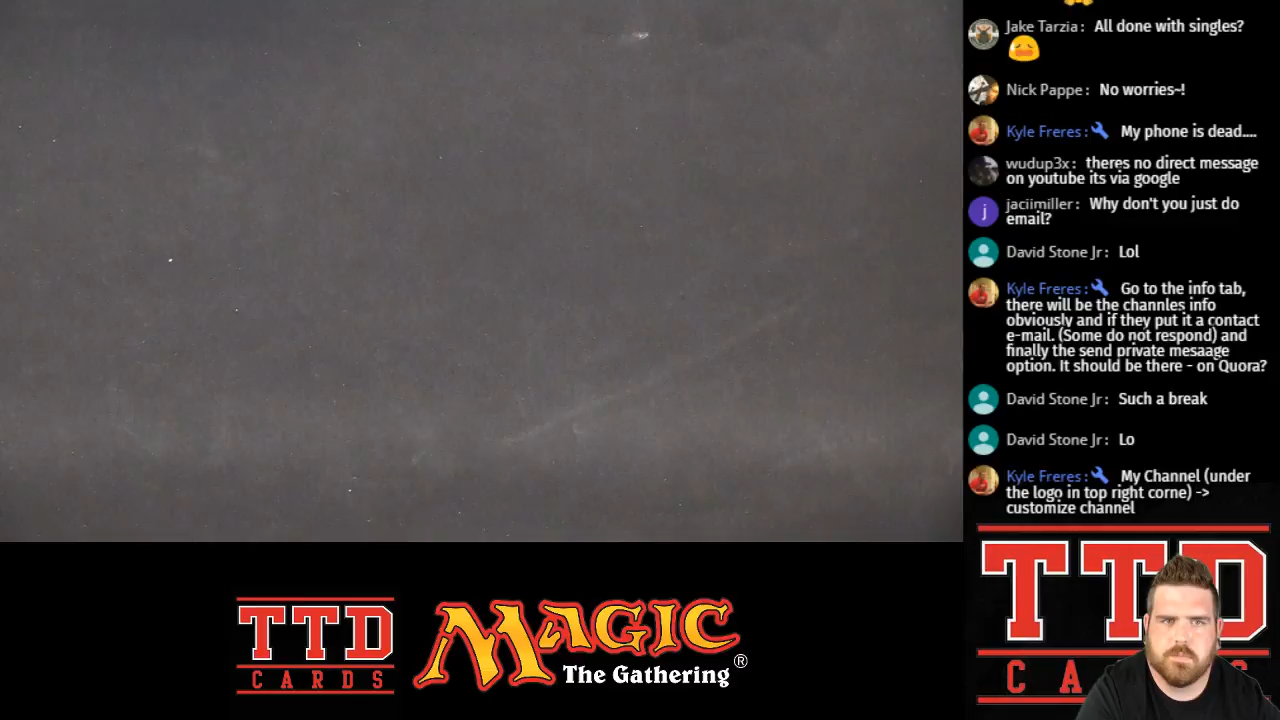 Jake Tarzia: All done with singles?
Nick Pappe: No worries~!
Kyle Freres: My phone is dead....
wudup3x: theres no direct message
on youtube its via google
j
jaciimiller: Why don't you just do
email?
David Stone Jr: Lol
Kyle Freres: Go to the info tab,
there will be the channles info
obviously and if they put it a contact
e-mail. (Some do not respond) and
finally the send private mesaage
option. It should be there - on Quora?
David Stone Jr: Such a break
David Stone Jr: Lo
Kyle Freres: My Channel (under
the logo in top right corne) ->
customize channel
TTD
CARDS
MAGIC
The Gathering®
TTD
CA S